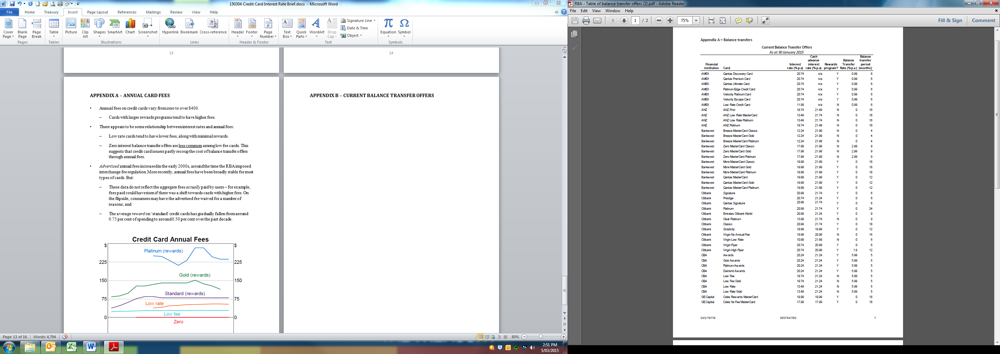 150304 Credit Card Interest Rate Brief.docx - Microsoft Word
File Home Treasury Insert Page Layout References Mailings Review View Help
Cover Page Blank Page Page Break Table Picture Clip Art Shapes SmartArt Chart Screenshot Hyperlink Bookmark Cross-reference Header Footer Page Number Text Box Quick Parts WordArt Drop Cap Signature Line Date & Time Object Equation Symbol
Pages Tables Illustrations Links Header & Footer Text Symbols
13
14
APPENDIX A – ANNUAL CARD FEES
• Annual fees on credit cards vary from zero to over $400.
– Cards with larger rewards programs tend to have higher fees.
• There appears to be some relationship between interest rates and annual fees:
– Low rate cards tend to have lower fees, along with minimal rewards.
– Zero interest balance transfer offers are less common among low fee cards. This
suggests that credit card issuers partly recoup the cost of balance transfer offers
through annual fees.
• Advertised annual fees increased in the early 2000s, around the time the RBA imposed
interchange fee regulation. More recently, annual fees have been broadly stable for most
types of cards. But:
– These data do not reflect the aggregate fees actually paid by users – for example,
fees paid could have risen if there was a shift towards cards with higher fees. On
the flipside, consumers may have the advertised fee waived for a number of
reasons; and
– The average reward on ‘standard’ credit cards has gradually fallen from around
0.75 per cent of spending to around 0.50 per cent over the past decade.
Credit Card Annual Fees
$ $
Platinum (rewards)
225 225
Gold (rewards)
150 150
Standard (rewards)
75 75
Low rate
Low fee
0 0
Zero
APPENDIX B – CURRENT BALANCE TRANSFER OFFERS
Page: 13 of 16 Words: 4,794 80%
2:51 PM
5/03/2015
RBA - Table of balance transfer offers (2).pdf - Adobe Reader
File Edit View Window Help
1 / 2 75% Fill & Sign Comment
Appendix A – Balance transfers
Current Balance Transfer Offers
As at 30 January 2015
Financial institution Card Interest rate (%p.a) Cash advance interest rate (%p.a) Rewards program? Balance Transfer Rate (%p.a.) Balance transfer period (months)
AMEX Qantas Discovery Card 20.74 n/a Y 0.99 6
AMEX Qantas Premium Card 20.74 n/a Y 0.99 6
AMEX Qantas Ultimate Card 20.74 n/a Y 0.99 6
AMEX Platinum Edge Credit Card 20.74 n/a Y 0.99 6
AMEX Velocity Platinum Card 20.74 n/a Y 0.99 6
AMEX Velocity Escape Card 20.74 n/a Y 0.99 6
AMEX Low Rate Credit Card 11.99 n/a N 0.99 6
ANZ ANZ First 19.74 21.49 N 0 16
ANZ ANZ Low Rate MasterCard 13.49 21.74 N 0 16
ANZ ANZ Low Rate Platinum 13.49 21.74 N 0 16
ANZ ANZ Platinum 19.74 21.49 N 0 16
Bankwest Breeze MasterCard Classic 12.24 21.99 N 0 4
Bankwest Breeze MasterCard Gold 12.24 21.99 N 0 4
Bankwest Breeze MasterCard Platinum 12.24 21.99 N 0 4
Bankwest Zero MasterCard Classic 17.99 21.99 N 2.99 9
Bankwest Zero MasterCard Gold 17.99 21.99 N 2.99 9
Bankwest Zero MasterCard Platinum 17.99 21.99 N 2.99 9
Bankwest More MasterCard Classic 19.99 21.99 Y 0 18
Bankwest More MasterCard Gold 19.99 21.99 Y 0 18
Bankwest More MasterCard Platinum 19.99 21.99 Y 0 18
Bankwest Qantas MasterCard 19.99 21.99 Y 0 12
Bankwest Qantas MasterCard Gold 19.99 21.99 Y 0 12
Bankwest Qantas MasterCard Platinum 19.99 21.99 Y 0 12
Citibank Signature 20.99 21.74 Y 0 6
Citibank Prestige 20.74 21.24 Y 0 6
Citibank Qantas Signature 20.99 21.74 Y 0 6
Citibank Platinum 20.99 21.74 Y 0 24
Citibank Emirates Citibank World 20.99 21.24 Y 0 9
Citibank Clear Platinum 13.99 21.74 N 0 9
Citibank Classic 20.99 21.74 Y 0 18
Citibank Simplicity 19.99 19.99 Y 0 12
Citibank Virgin No Annual Fee 18.99 20.99 N 0 14
Citibank Virgin Low Rate 10.99 21.69 N 0 6
Citibank Virgin Flyer 20.74 20.99 Y 0 6
Citibank Virgin High Flyer 20.74 20.99 Y 1.9 12
CBA Awards 20.24 21.24 Y 5.99 5
CBA Gold Awards 20.24 21.24 Y 5.99 5
CBA Platinum Awards 20.24 21.24 Y 5.99 5
CBA Diamond Awards 20.24 21.24 Y 5.99 5
CBA Low Fee 19.74 21.24 N 5.99 5
CBA Low Fee Gold 19.74 21.24 N 5.99 5
CBA Low Rate 13.49 21.24 N 5.99 5
CBA Low Rate Gold 13.49 21.24 N 5.99 5
GE Capital Coles Rewards MasterCard 19.99 19.99 Y 0 18
GE Capital Coles No Fee MasterCard 17.99 17.99 Y 0 18
D15/76776 RESTRICTED 7